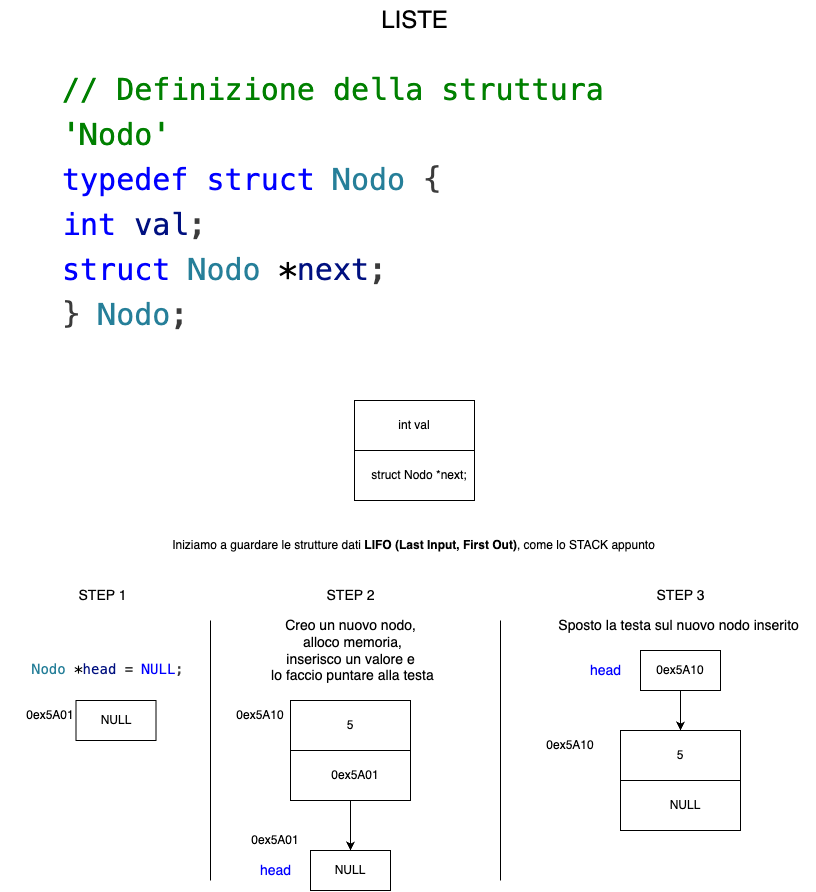 LISTE
// Definizione della struttura
'Nodo'
typedef struct Nodo {
int val;
struct Nodo *next;
} Nodo;
int val
struct Nodo *next;
Iniziamo a guardare le strutture dati LIFO (Last Input, First Out), come lo STACK appunto
STEP 1
Nodo *head = NULL;
0ex5A01
NULL
STEP 2
Creo un nuovo nodo,
alloco memoria,
inserisco un valore e
lo faccio puntare alla testa
0ex5A10
5
0ex5A01
0ex5A01
head
NULL
STEP 3
Sposto la testa sul nuovo nodo inserito
head
0ex5A10
0ex5A10
5
NULL